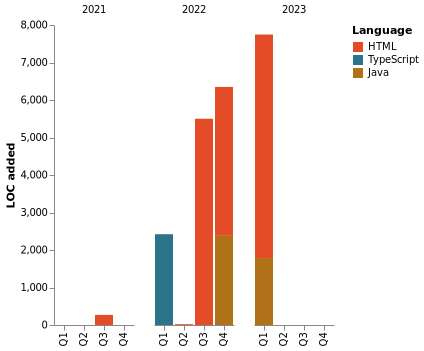 2021 2022 2023
Language
HTML
TypeScript
Java
LOC added
8,000
7,000
6,000
5,000
4,000
3,000
2,000
1,000
0
Q1 Q2 Q3 Q4 Q1 Q2 Q3 Q4 Q1 Q2 Q3 Q4